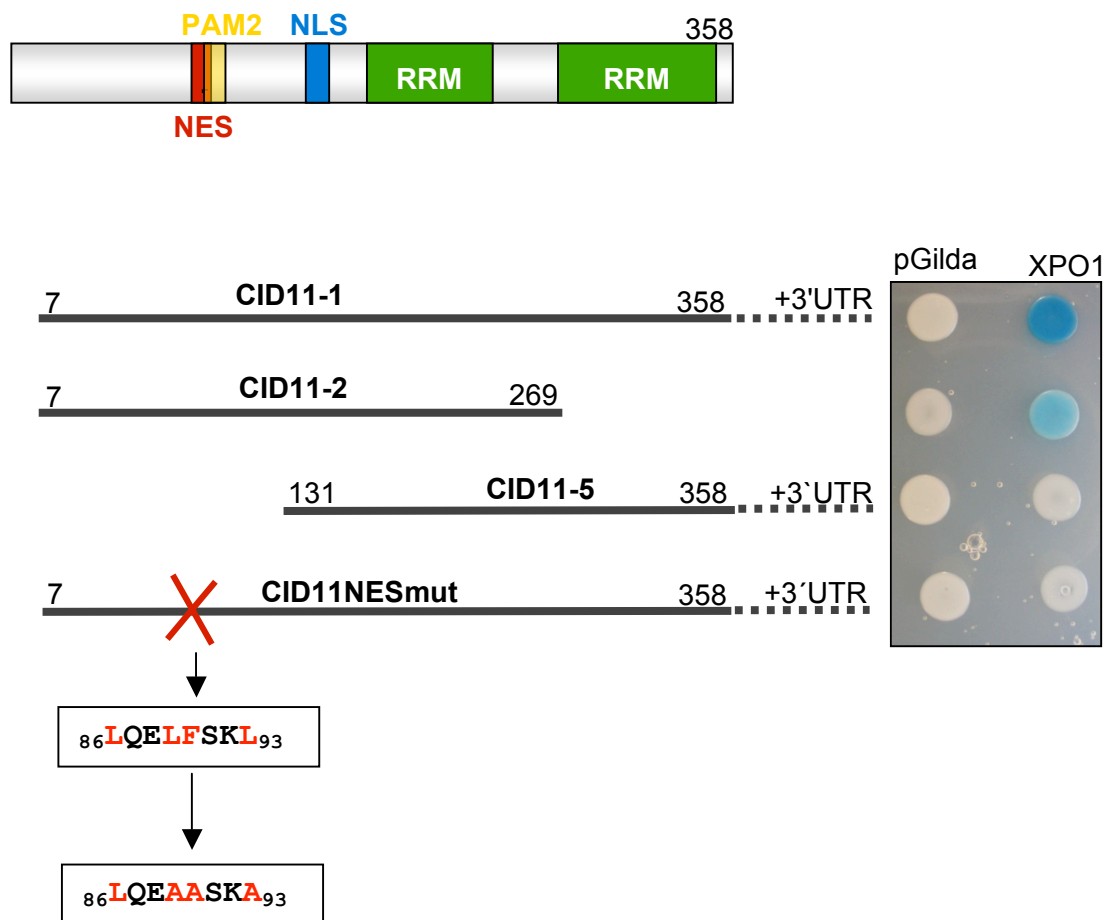 PAM2 NLS 358
RRM RRM
NES
pGilda XPO1
7 CID11-1 358 +3'UTR
7 CID11-2 269
131 CID11-5 358 +3`UTR
7 CID11NESmut 358 +3´UTR
86LQELFSKL93
86LQEAASKA93